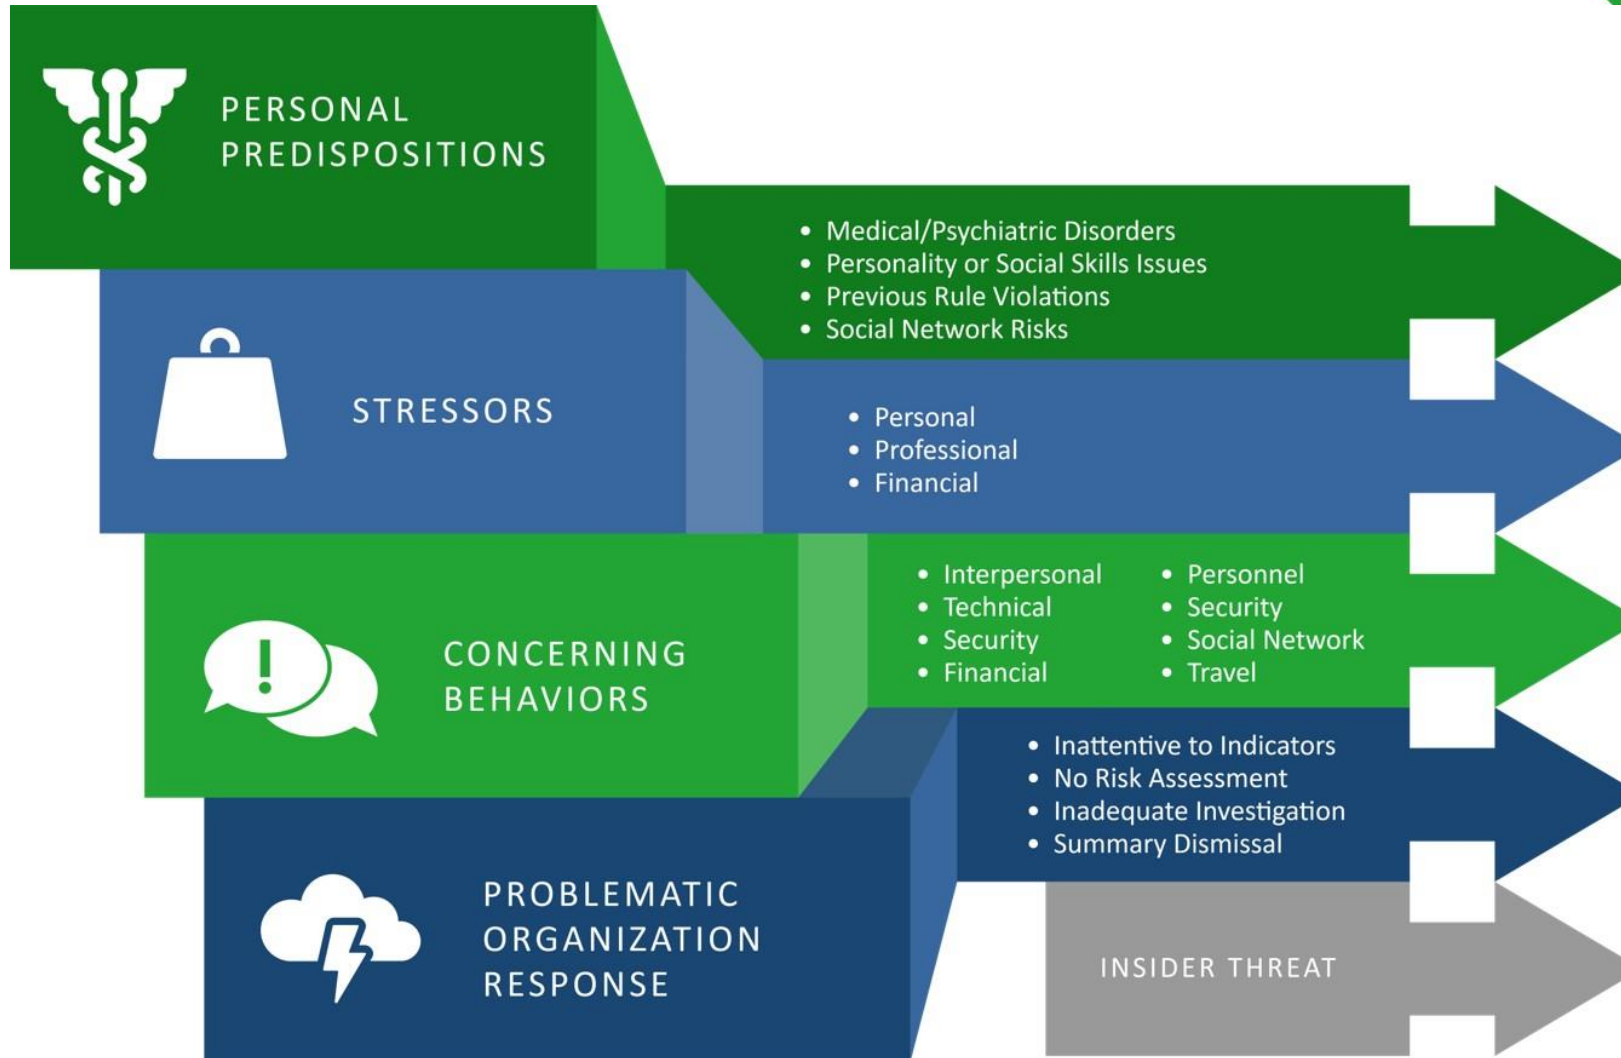 PERSONAL
PREDISPOSITIONS
• Medical/Psychiatric Disorders
• Personality or Social Skills Issues
• Previous Rule Violations
• Social Network Risks
STRESSORS
• Personal
• Professional
• Financial
CONCERNING
BEHAVIORS
• Interpersonal
• Technical
• Security
• Financial
• Personnel
• Security
• Social Network
• Travel
PROBLEMATIC
ORGANIZATION
RESPONSE
• Inattentive to Indicators
• No Risk Assessment
• Inadequate Investigation
• Summary Dismissal
INSIDER THREAT